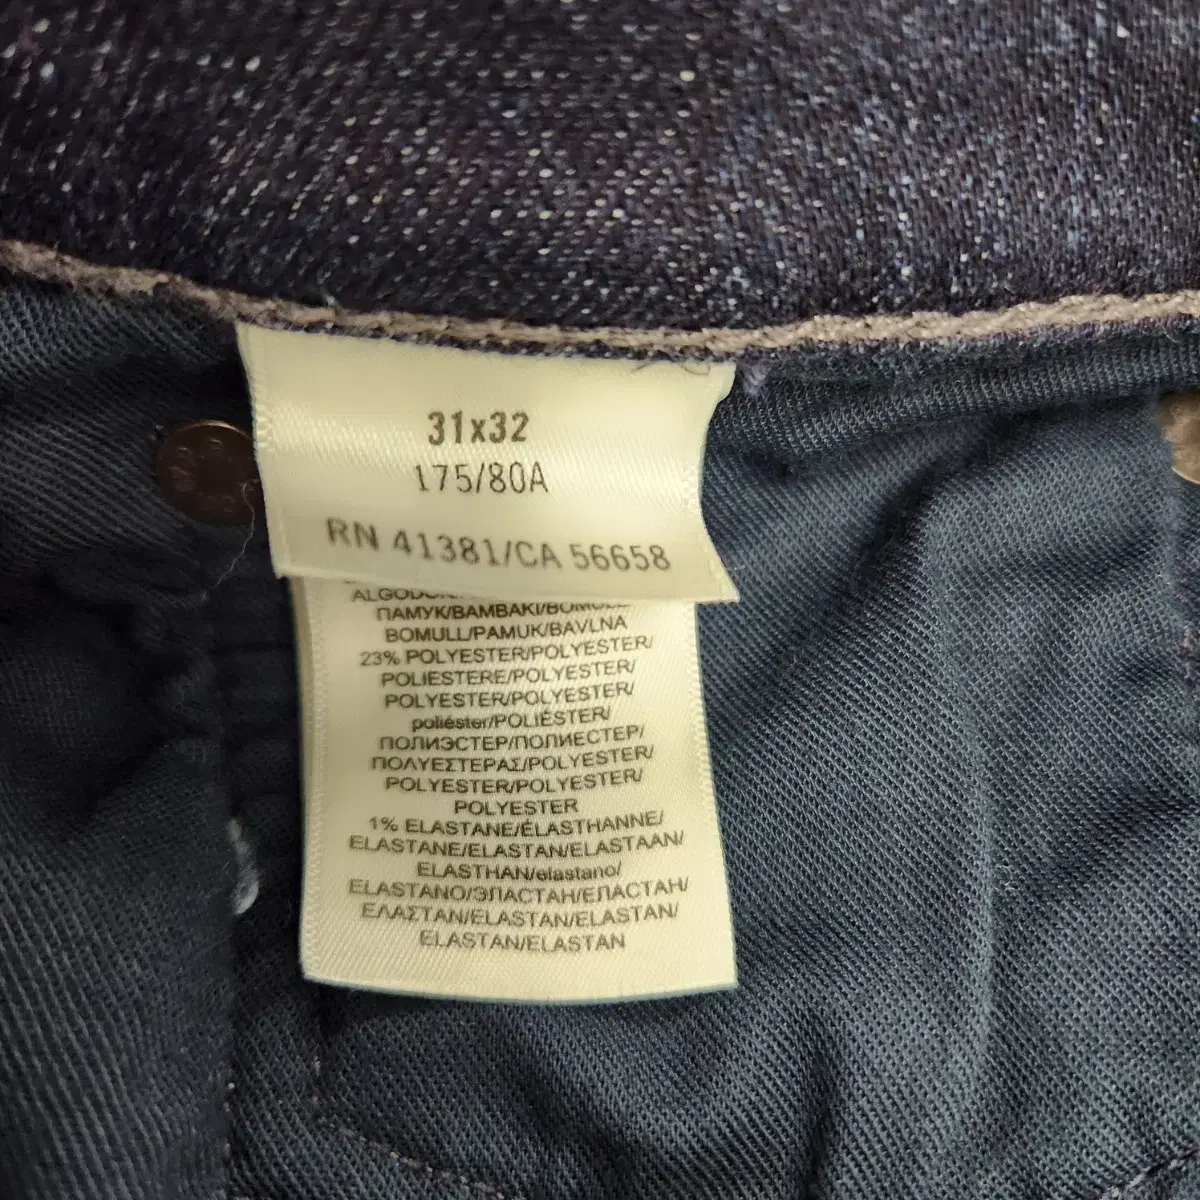 31x32
175/80A
RN 41381/CA 56658
ПАМУК/BAMBAKI/
BOMULL/PAMUK/BAVLNA
23% POLYESTER/POLYESTER/
POLIESTERE/POLYESTER/
POLYESTER/POLYESTER/
poliéster/POLIÉSTER/
ПОЛИЭСТЕР/ПОЛИЕСТЕР/
ΠΟΛΥΕΣΤΕΡΑΣ/POLYESTER/
POLYESTER/POLYESTER/
POLYESTER
1% ELASTANE/ÉLASTHANNE/
ELASTANE/ELASTAN/ELASTAAN/
ELASTHAN/elastano/
ELASTANO/ЭЛАСТАН/ЕЛАСТАН/
ΕΛΑΣΤΑΝ/ELASTAN/ELASTAN/
ELASTAN/ELASTAN